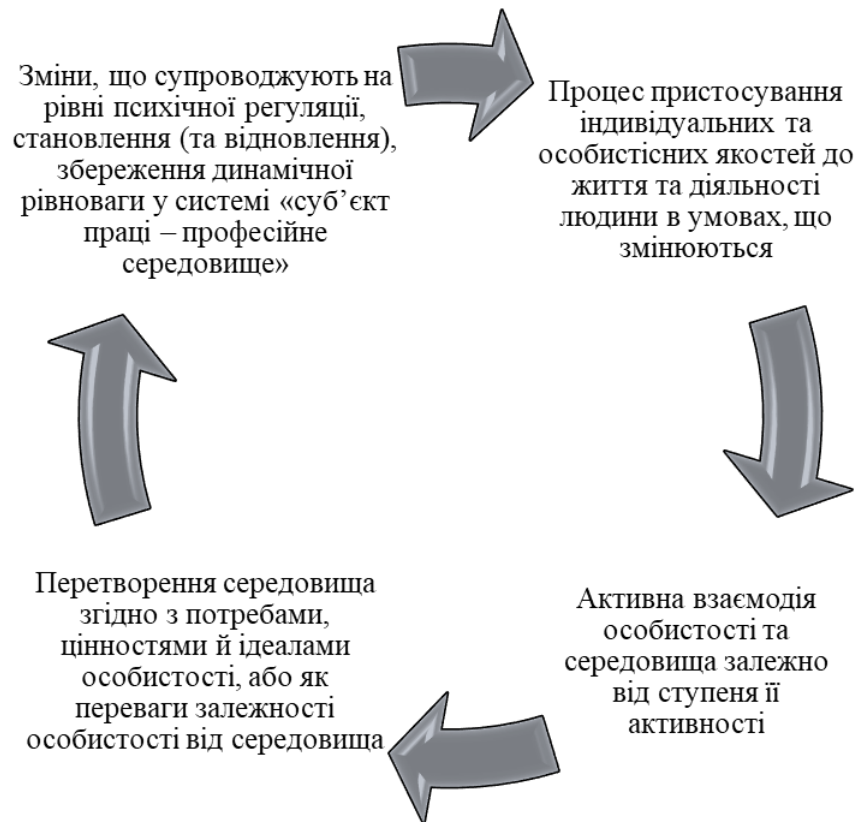 Зміни, що супроводжують на
рівні психічної регуляції,
становлення (та відновлення),
збереження динамічної
рівноваги у системі «суб’єкт
праці – професійне
середовище»
Процес пристосування
індивідуальних та
особистісних якостей до
життя та діяльності
людини в умовах, що
змінюються
Активна взаємодія
особистості та
середовища залежно
від ступеня її
активності
Перетворення середовища
згідно з потребами,
цінностями й ідеалами
особистості, або як
переваги залежності
особистості від середовища